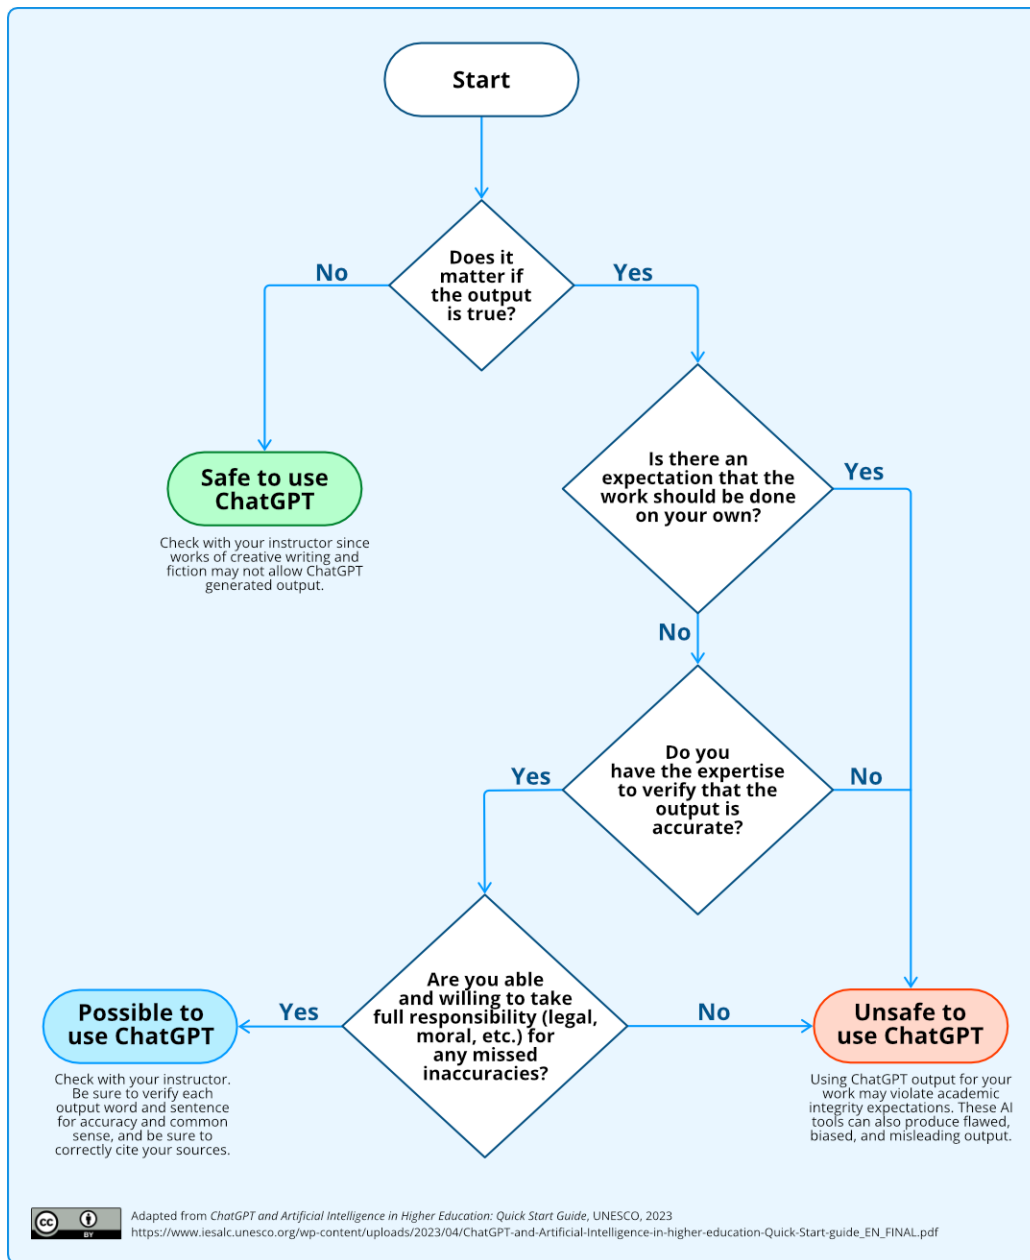 Start
Does it
matter if
the output
is true?
No
Yes
Safe to use
ChatGPT
Check with your instructor since
works of creative writing and
fiction may not allow ChatGPT
generated output.
Is there an
expectation that the
work should be done
on your own?
Yes
No
Do you
have the expertise
to verify that the
output is
accurate?
Yes
No
Are you able
and willing to take
full responsibility (legal,
moral, etc.) for
any missed
inaccuracies?
Yes
No
Possible to
use ChatGPT
Check with your instructor.
Be sure to verify each
output word and sentence
for accuracy and common
sense, and be sure to
correctly cite your sources.
Unsafe to
use ChatGPT
Using ChatGPT output for your
work may violate academic
integrity expectations. These AI
tools can also produce flawed,
biased, and misleading output.
cc
BY
Adapted from ChatGPT and Artificial Intelligence in Higher Education: Quick Start Guide, UNESCO, 2023
https://www.iesalc.unesco.org/wp-content/uploads/2023/04/ChatGPT-and-Artificial-Intelligence-in-higher-education-Quick-Start-guide_EN_FINAL.pdf